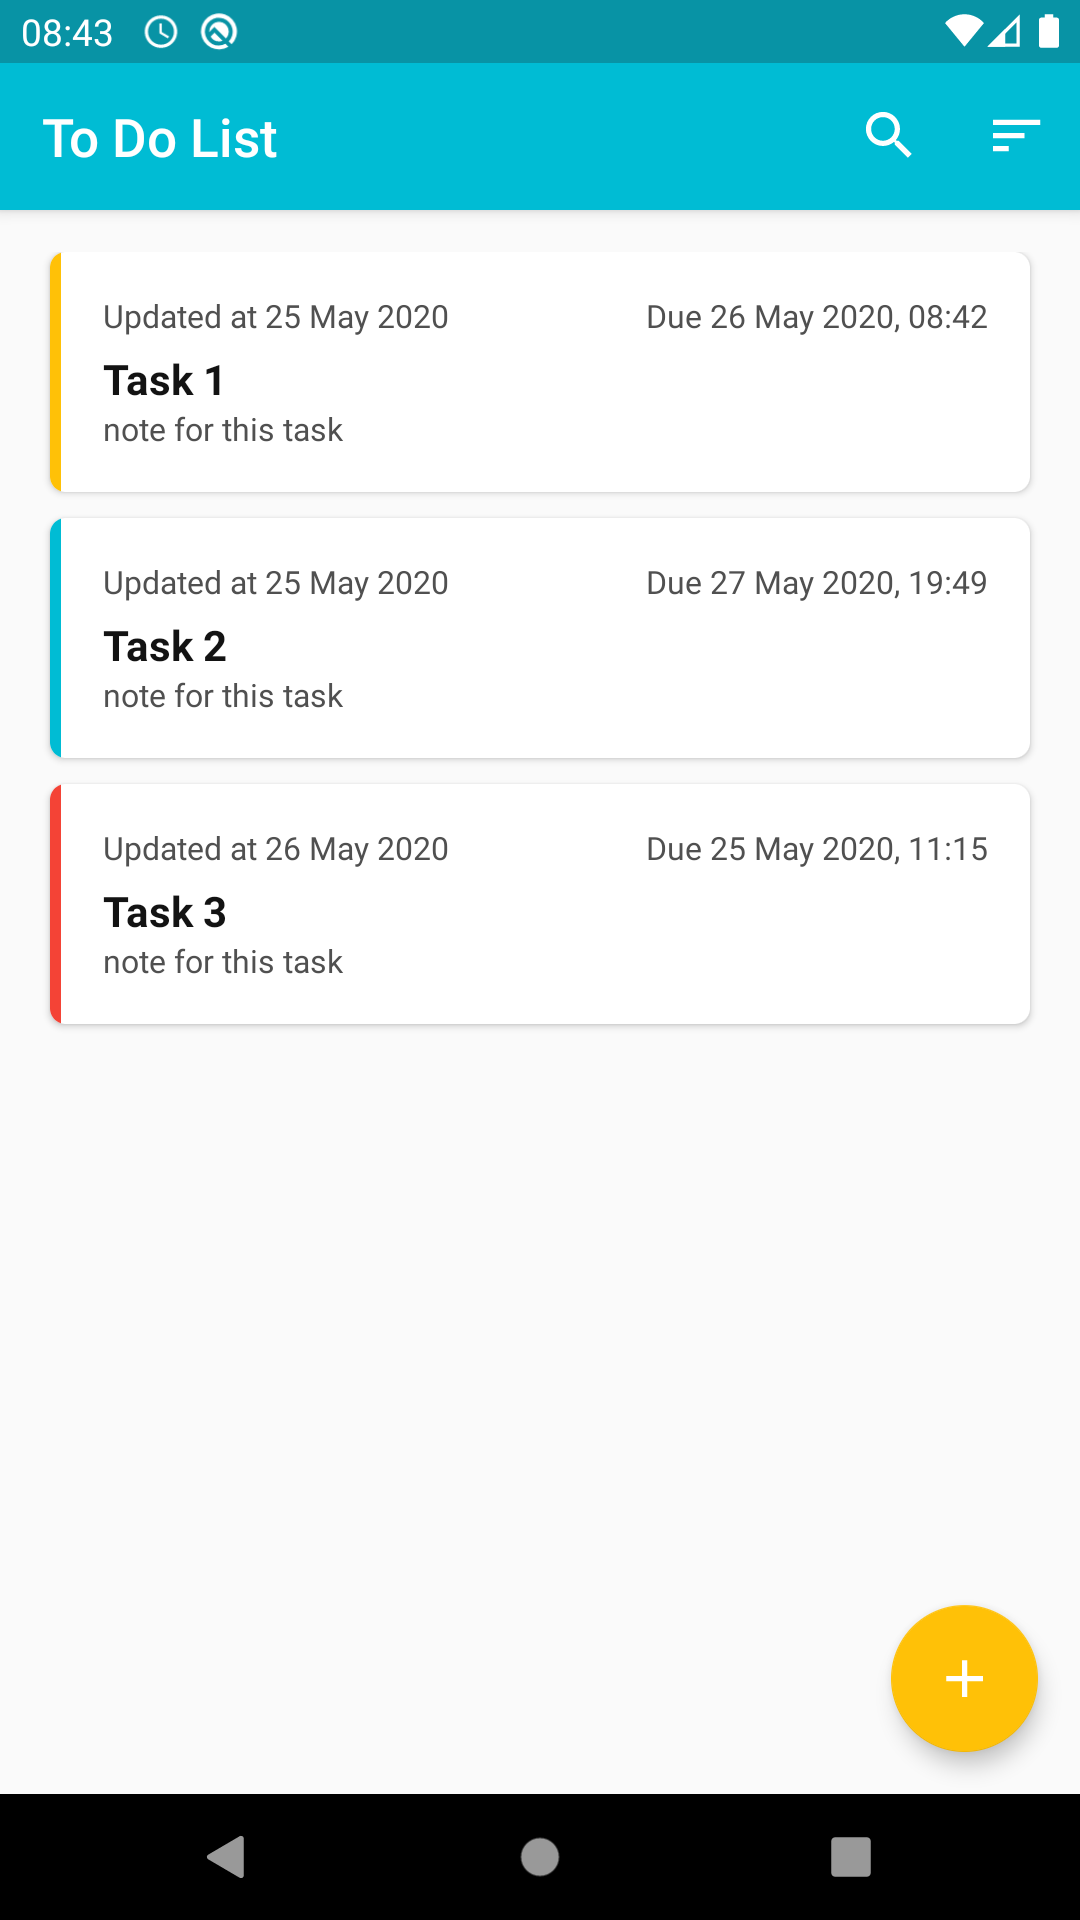 08:43
To Do List
Updated at 25 May 2020 Due 26 May 2020, 08:42
Task 1
note for this task
Updated at 25 May 2020 Due 27 May 2020, 19:49
Task 2
note for this task
Updated at 26 May 2020 Due 25 May 2020, 11:15
Task 3
note for this task